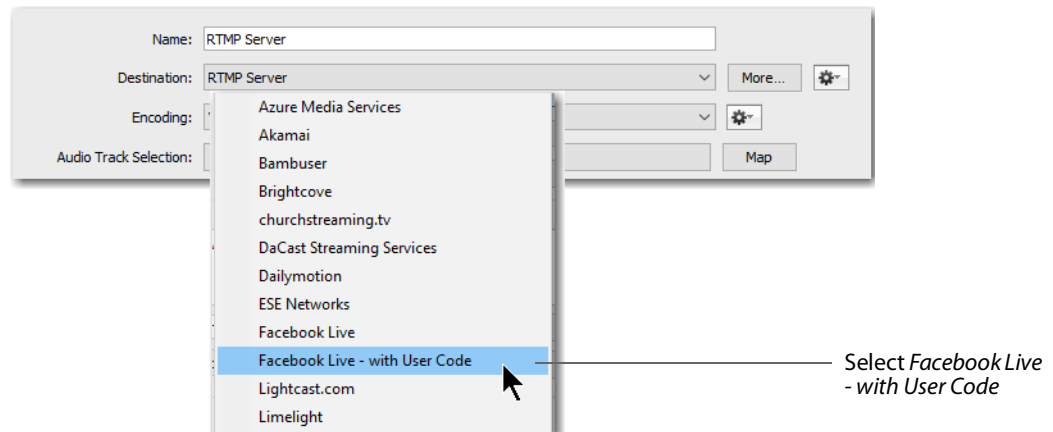 Name: RTMP Server
Destination: RTMP Server More...
Encoding:
Audio Track Selection: Map
Azure Media Services
Akamai
Bambuser
Brightcove
churchstreaming.tv
DaCast Streaming Services
Dailymotion
ESE Networks
Facebook Live
Facebook Live - with User Code
Lightcast.com
Limelight
Select Facebook Live
- with User Code